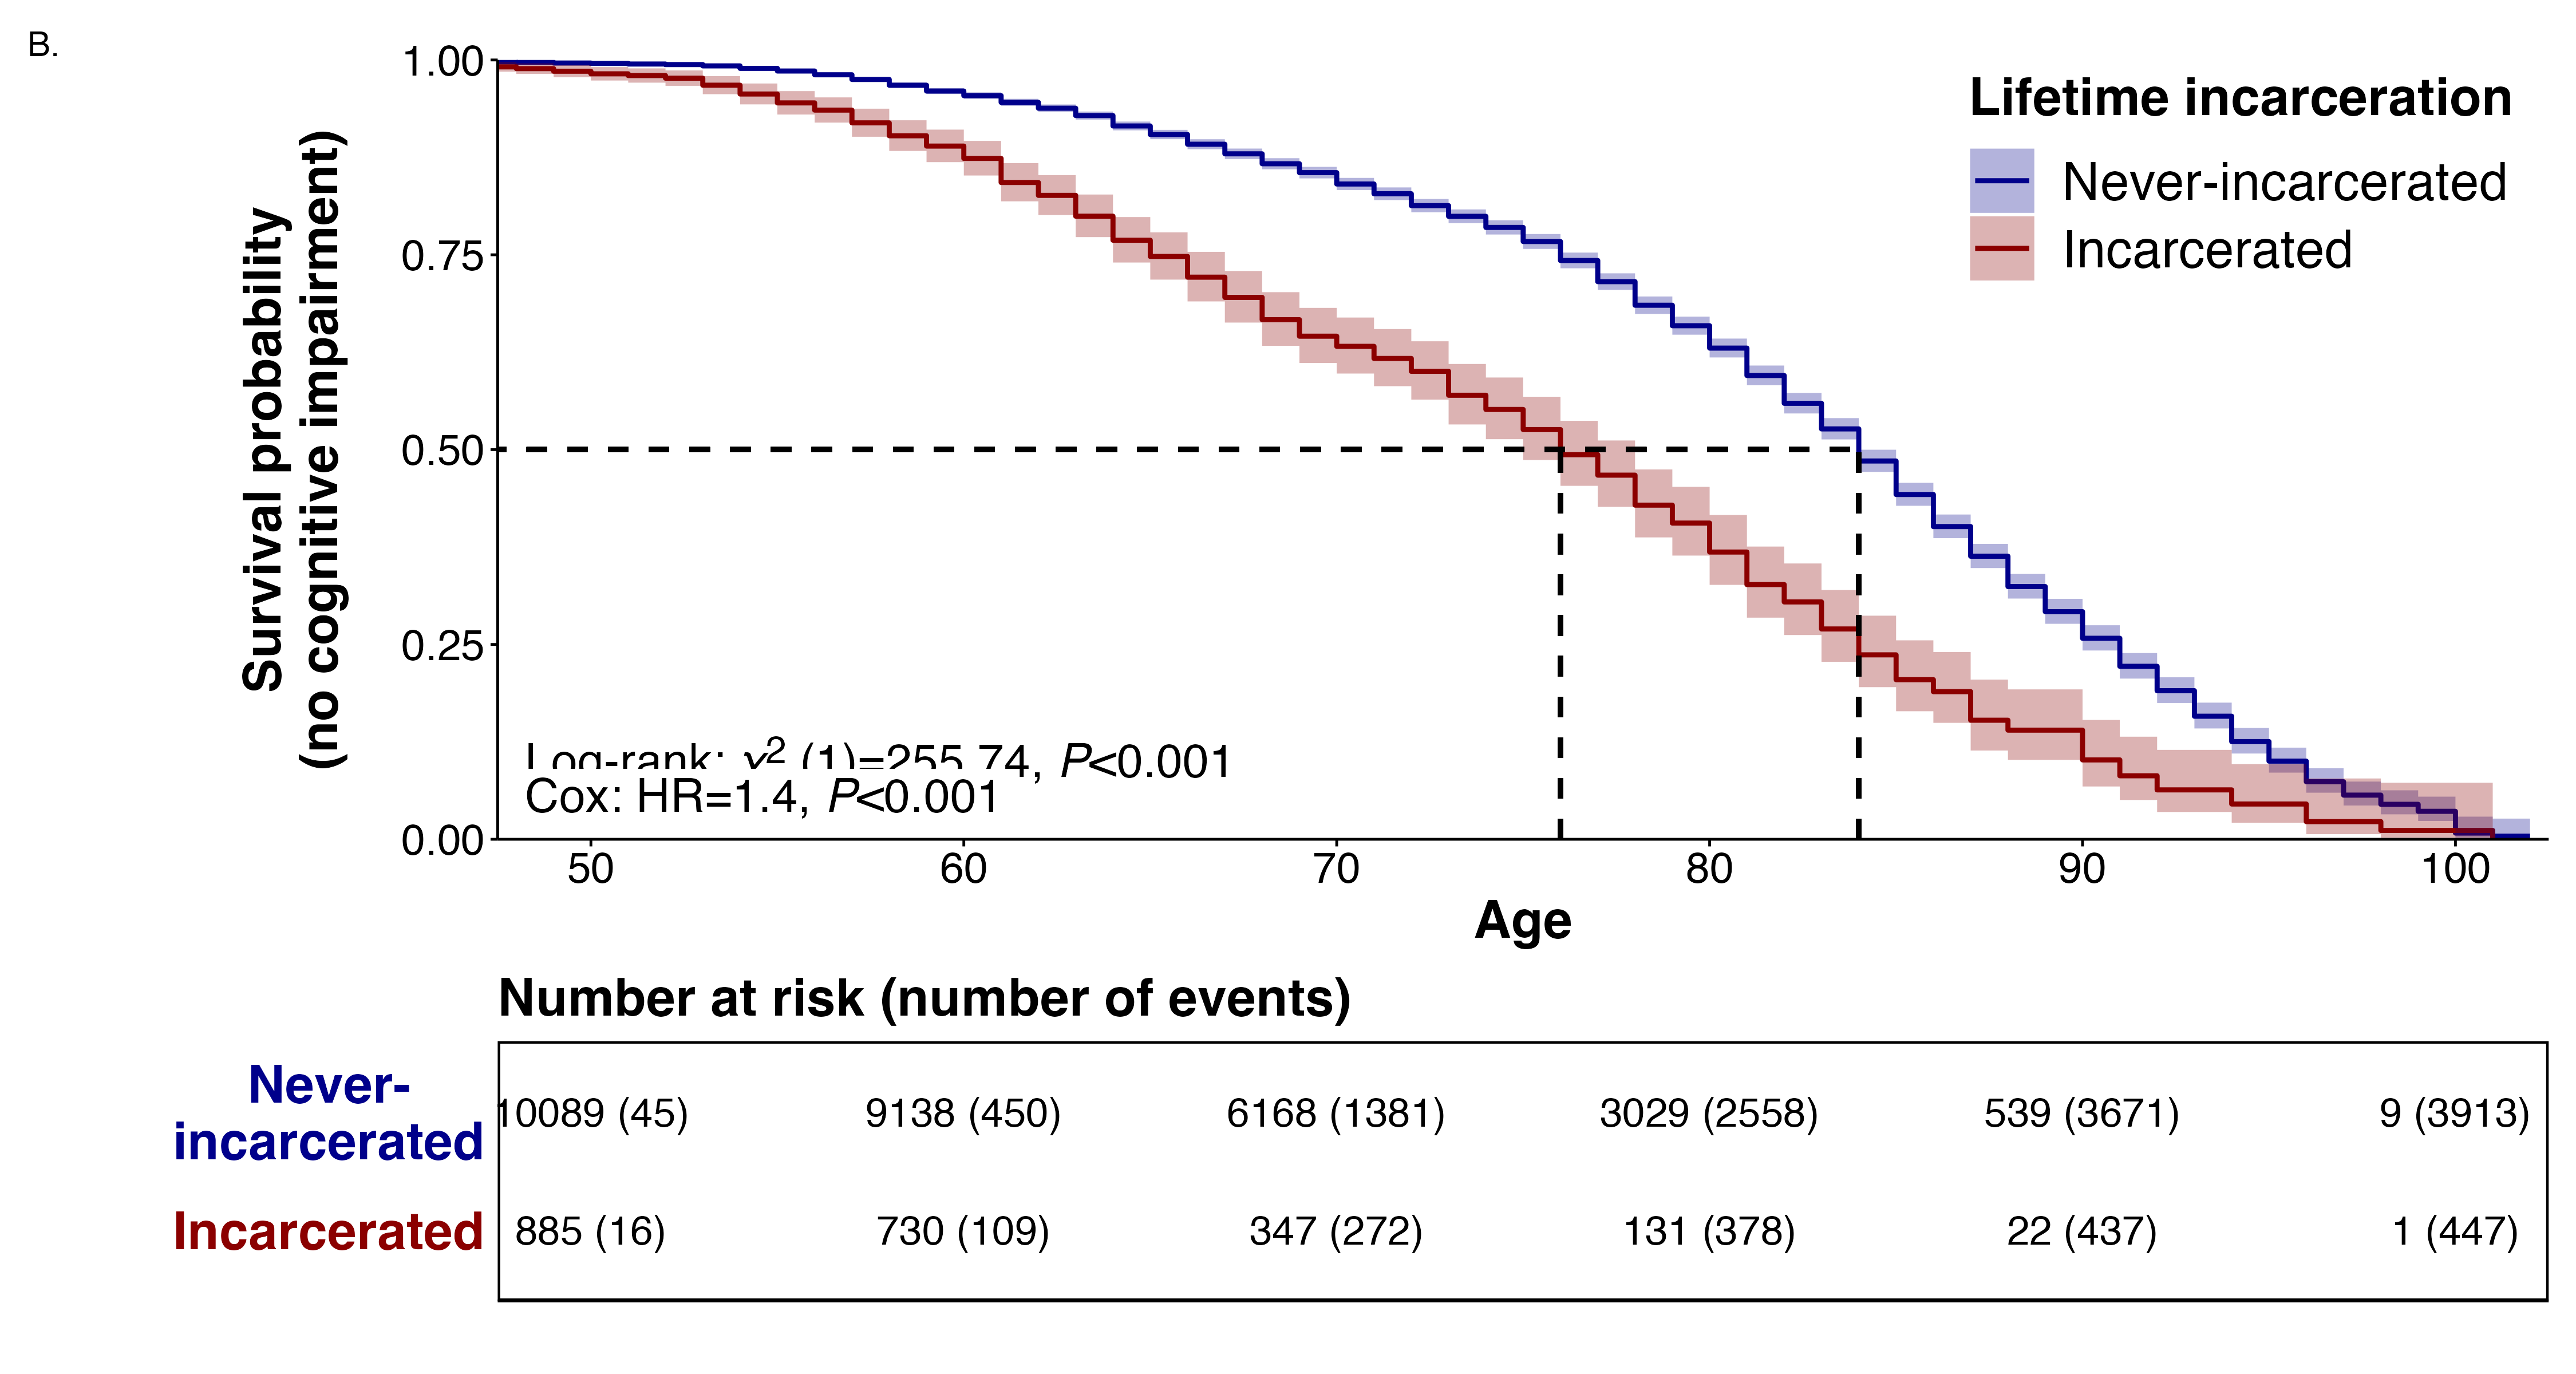 B.
Survival probability
(no cognitive impairment)
1.00
0.75
0.50
0.25
0.00
Lifetime incarceration
Never-incarcerated
Incarcerated
Log-rank: χ² (1)=255.74, P<0.001
Cox: HR=1.4, P<0.001
50 60 70 80 90 100
Age
Number at risk (number of events)
Never-
incarcerated
10089 (45) 9138 (450) 6168 (1381) 3029 (2558) 539 (3671) 9 (3913)
Incarcerated 885 (16) 730 (109) 347 (272) 131 (378) 22 (437) 1 (447)